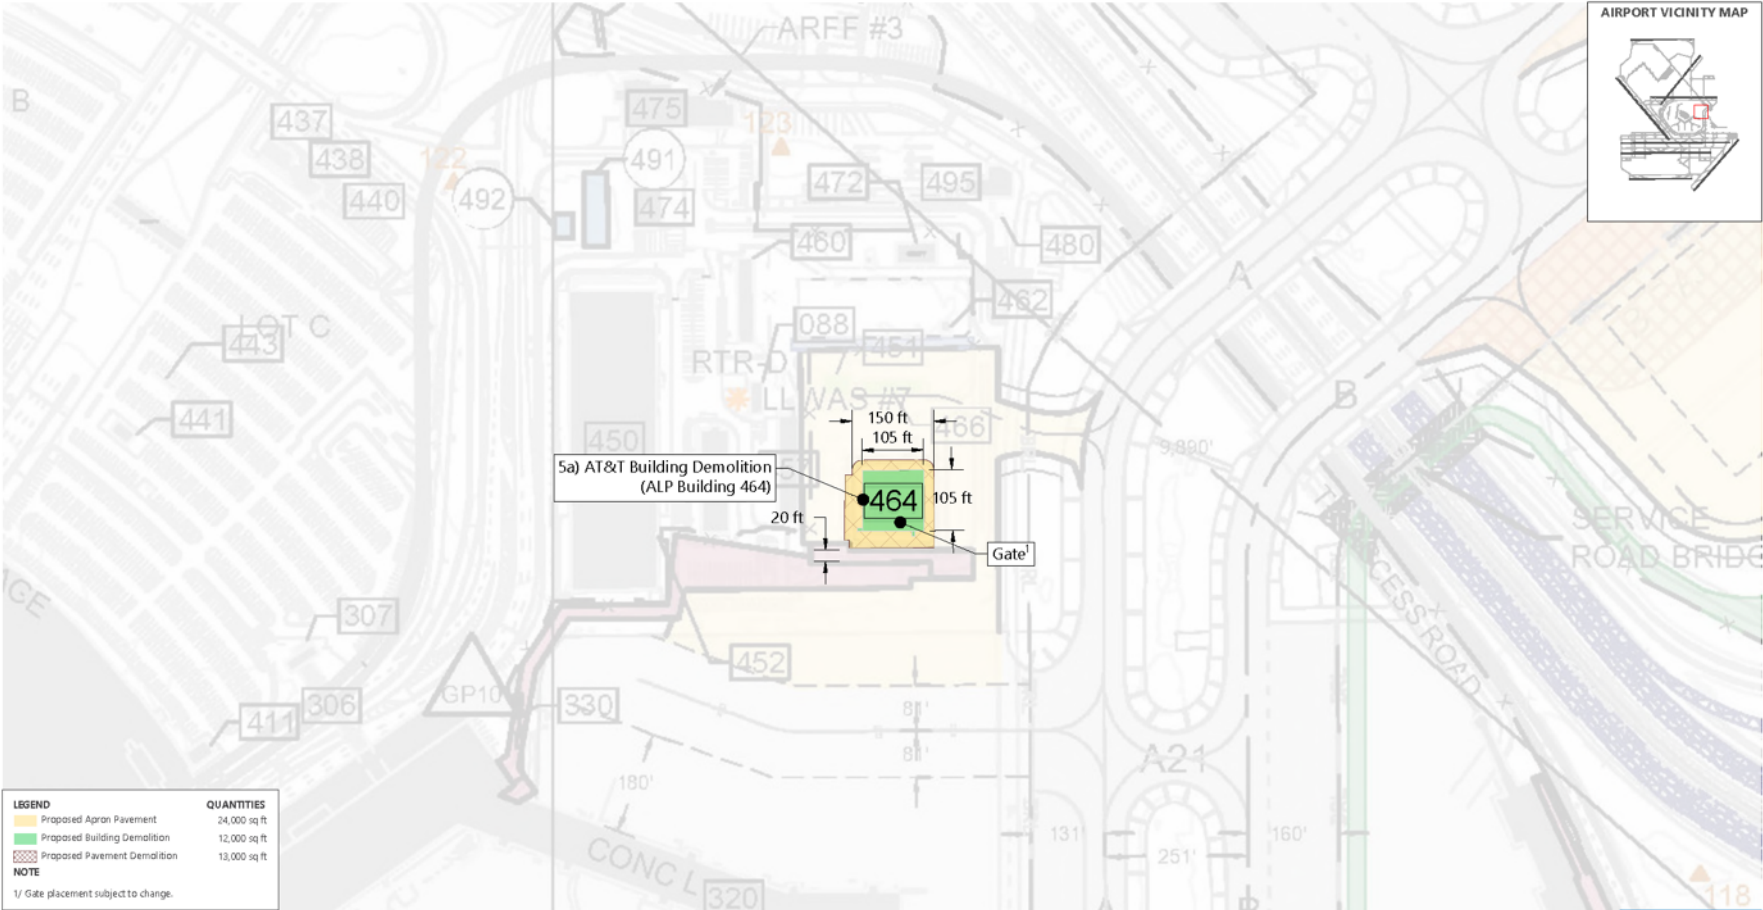 AIRPORT VICINITY MAP
ARFF #3
B
437
438
440
122
475
123
491
492
474
472
495
460
480
462
A
LOT C
443
088
451
RTR-D
LLWAS #7
441
450
466
150 ft
105 ft
B
9,890'
5a) AT&T Building Demolition
(ALP Building 464)
464
105 ft
20 ft
Gate¹
SERVICE
ROAD BRIDG
CESS ROAD
GE
307
452
GP10
306
411
330
81'
81'
180'
A21
131'
251'
160'
CONC L
320
118
A
B
LEGEND
QUANTITIES
Proposed Apron Pavement 24,000 sq ft
Proposed Building Demolition 12,000 sq ft
Proposed Pavement Demolition 13,000 sq ft
NOTE
1/ Gate placement subject to change.